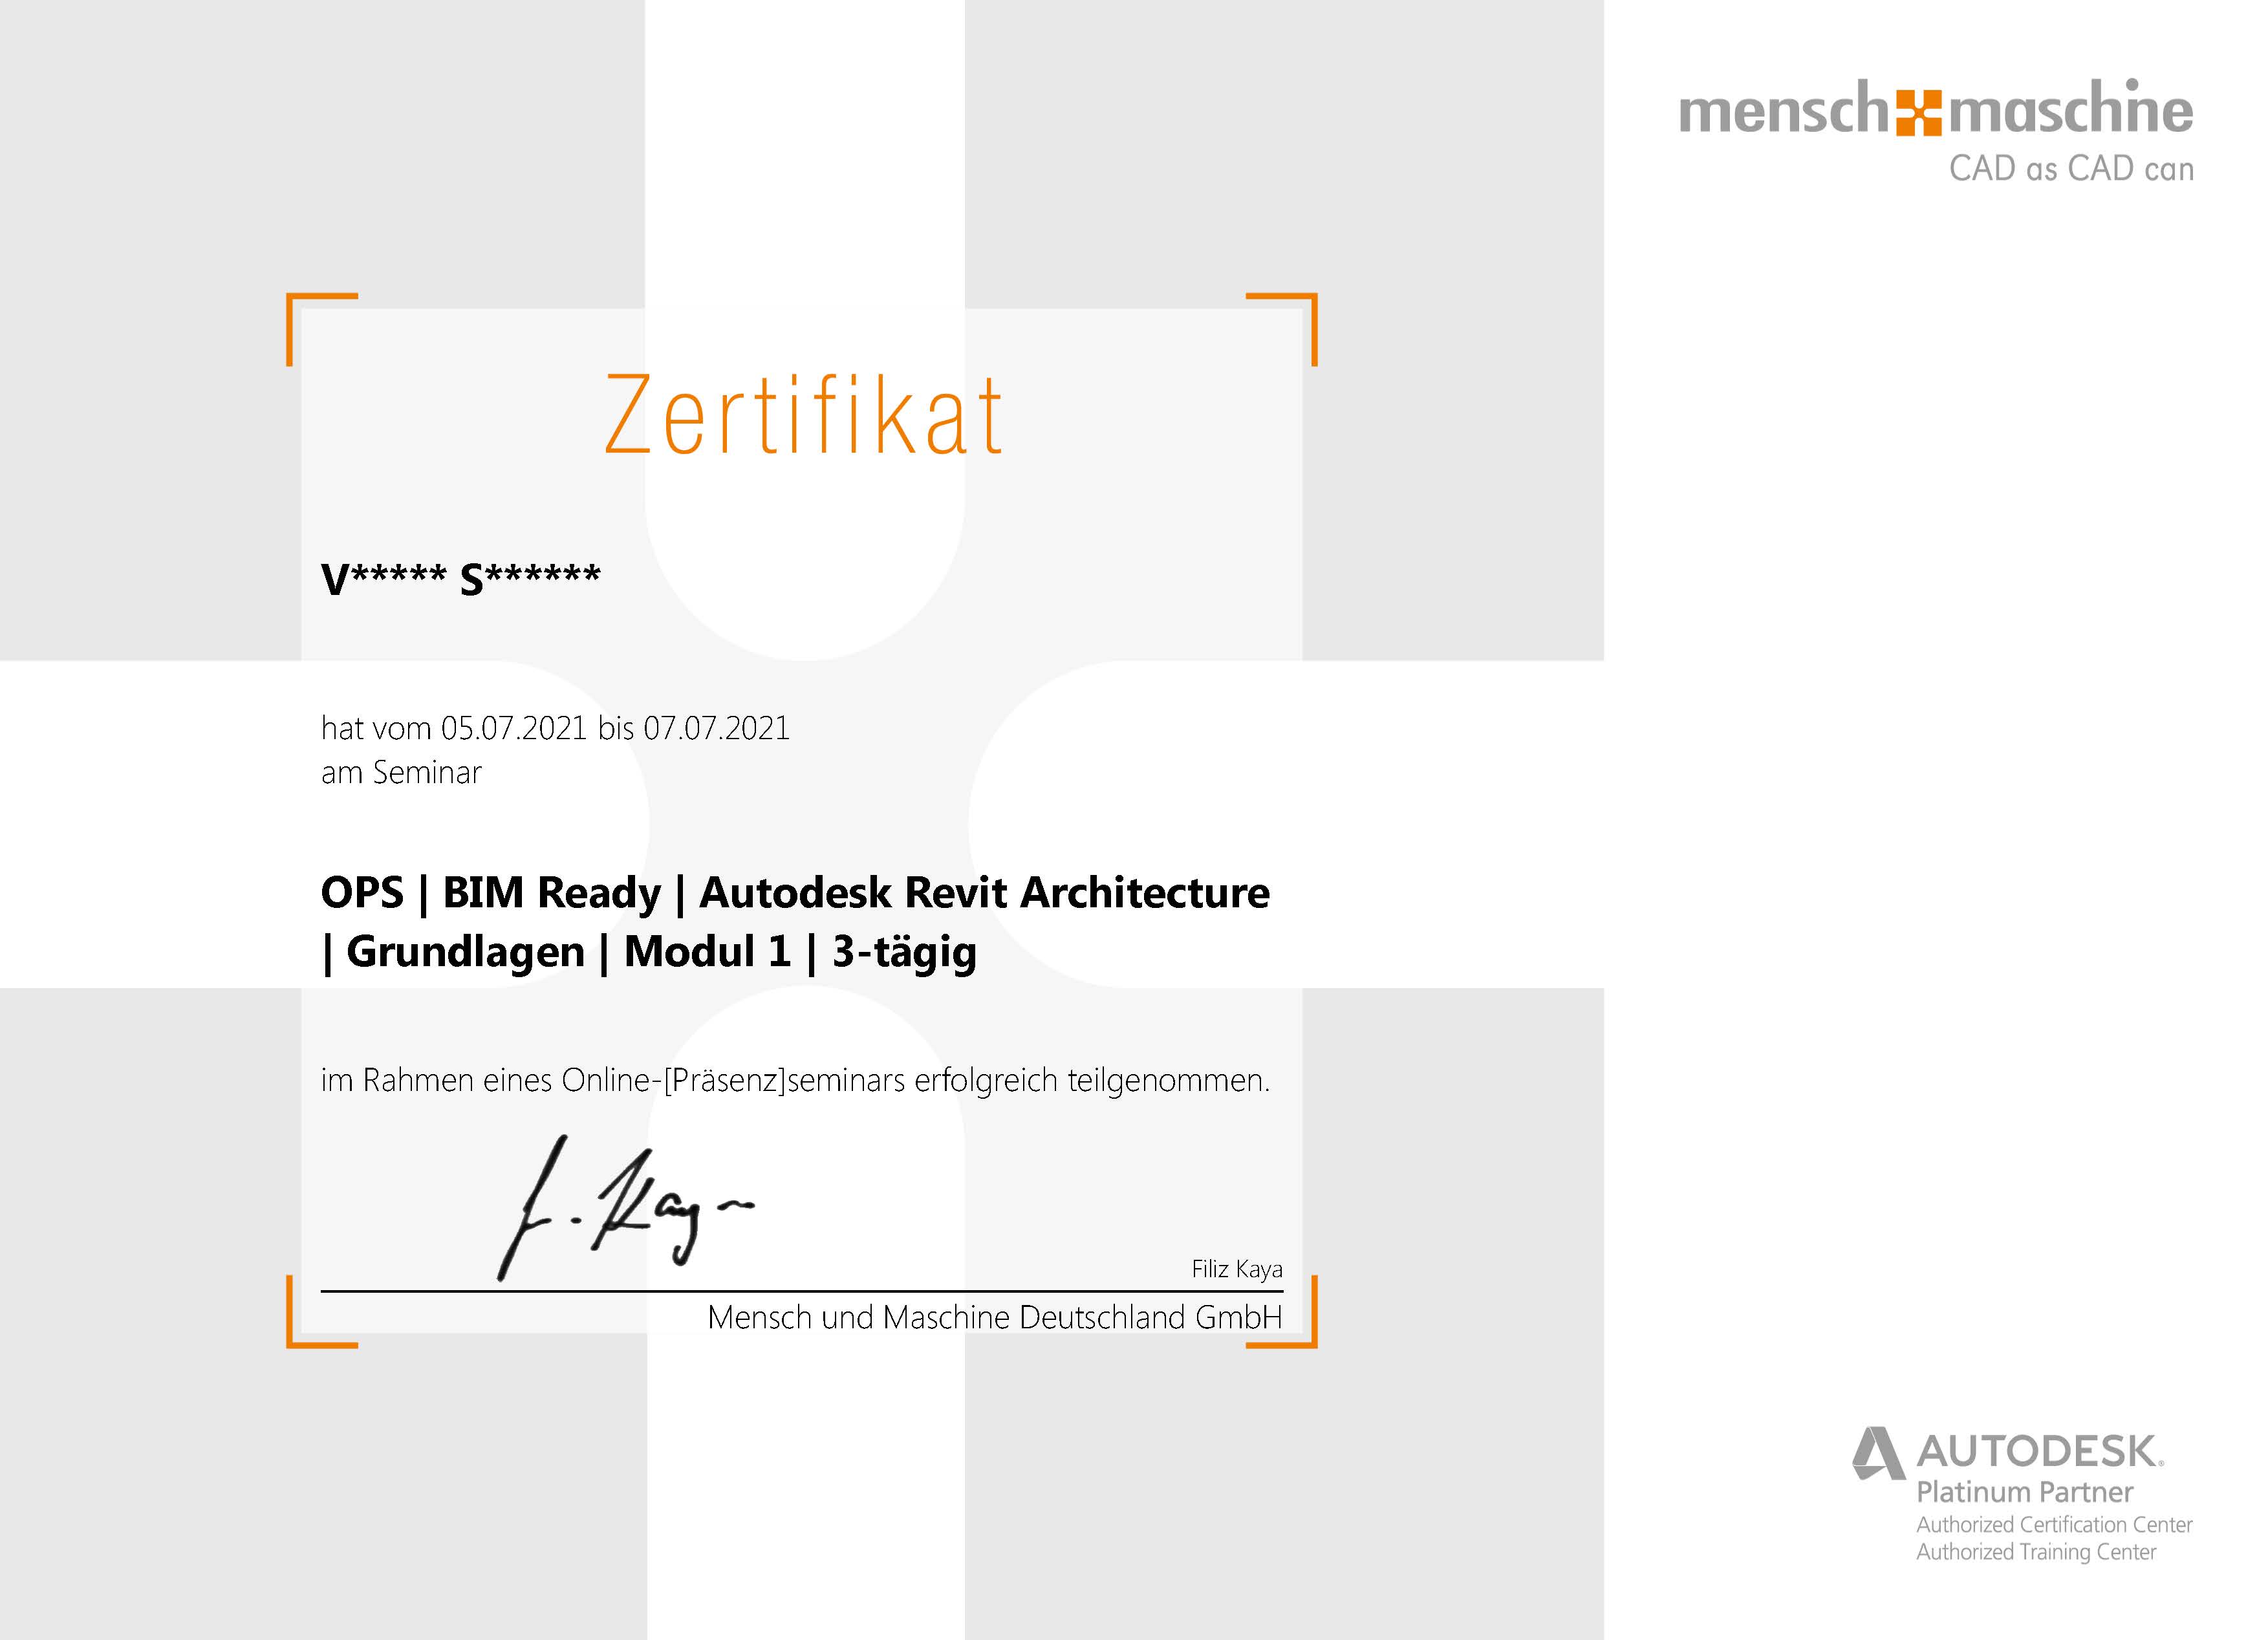 mensch maschine
CAD as CAD can
Zertifikat
V***** S******
hat vom 05.07.2021 bis 07.07.2021
am Seminar
OPS | BIM Ready | Autodesk Revit Architecture
| Grundlagen | Modul 1 | 3-tägig
im Rahmen eines Online-[Präsenz]seminars erfolgreich teilgenommen.
F. Kaya
Filiz Kaya
Mensch und Maschine Deutschland GmbH
AUTODESK®
Platinum Partner
Authorized Certification Center
Authorized Training Center